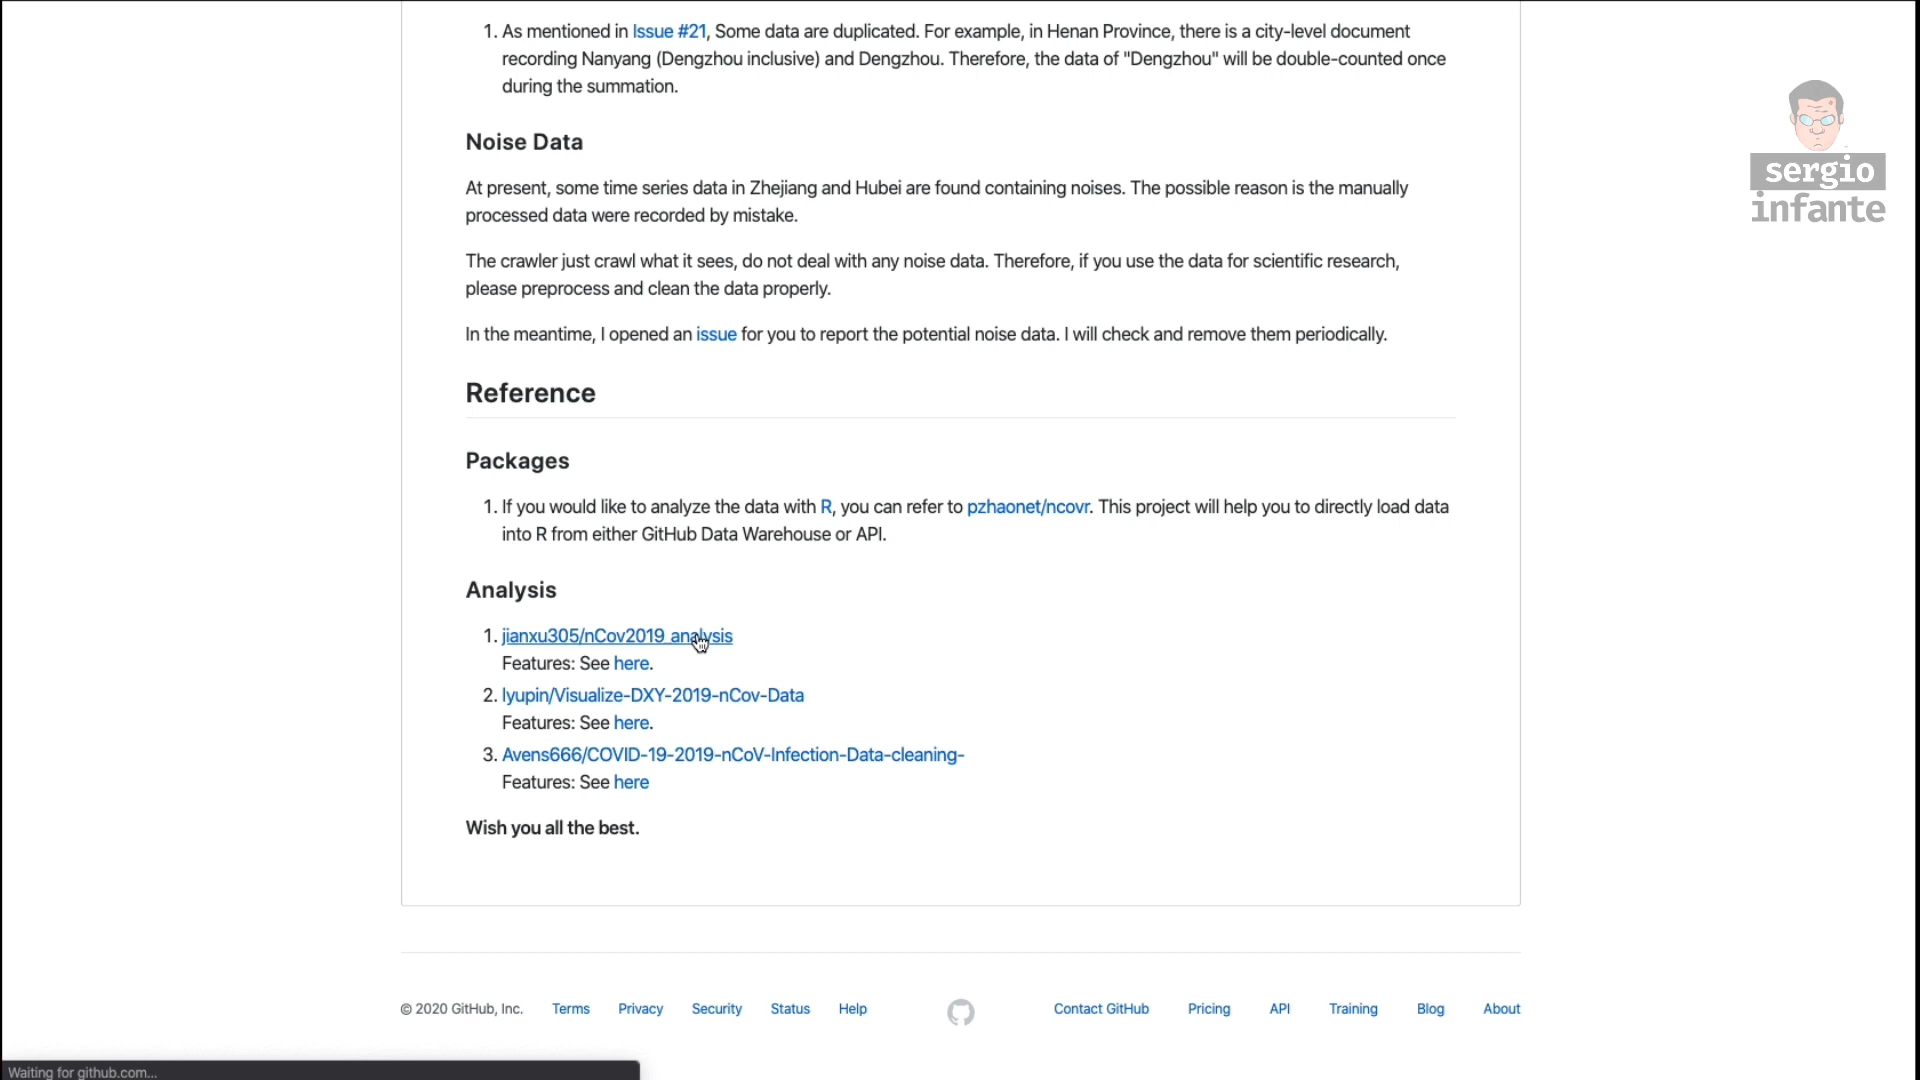 1. As mentioned in Issue #21, Some data are duplicated. For example, in Henan Province, there is a city-level document
recording Nanyang (Dengzhou inclusive) and Dengzhou. Therefore, the data of "Dengzhou" will be double-counted once
during the summation.
sergio
infante
Noise Data
At present, some time series data in Zhejiang and Hubei are found containing noises. The possible reason is the manually
processed data were recorded by mistake.
The crawler just crawl what it sees, do not deal with any noise data. Therefore, if you use the data for scientific research,
please preprocess and clean the data properly.
In the meantime, I opened an issue for you to report the potential noise data. I will check and remove them periodically.
Reference
Packages
1. If you would like to analyze the data with R, you can refer to pzhaonet/ncovr. This project will help you to directly load data
into R from either GitHub Data Warehouse or API.
Analysis
1. jianxu305/nCov2019_analysis
Features: See here.
2. lyupin/Visualize-DXY-2019-nCov-Data
Features: See here.
3. Avens666/COVID-19-2019-nCoV-Infection-Data-cleaning-
Features: See here
Wish you all the best.
© 2020 GitHub, Inc. Terms Privacy Security Status Help Contact GitHub Pricing API Training Blog About
Waiting for github.com...